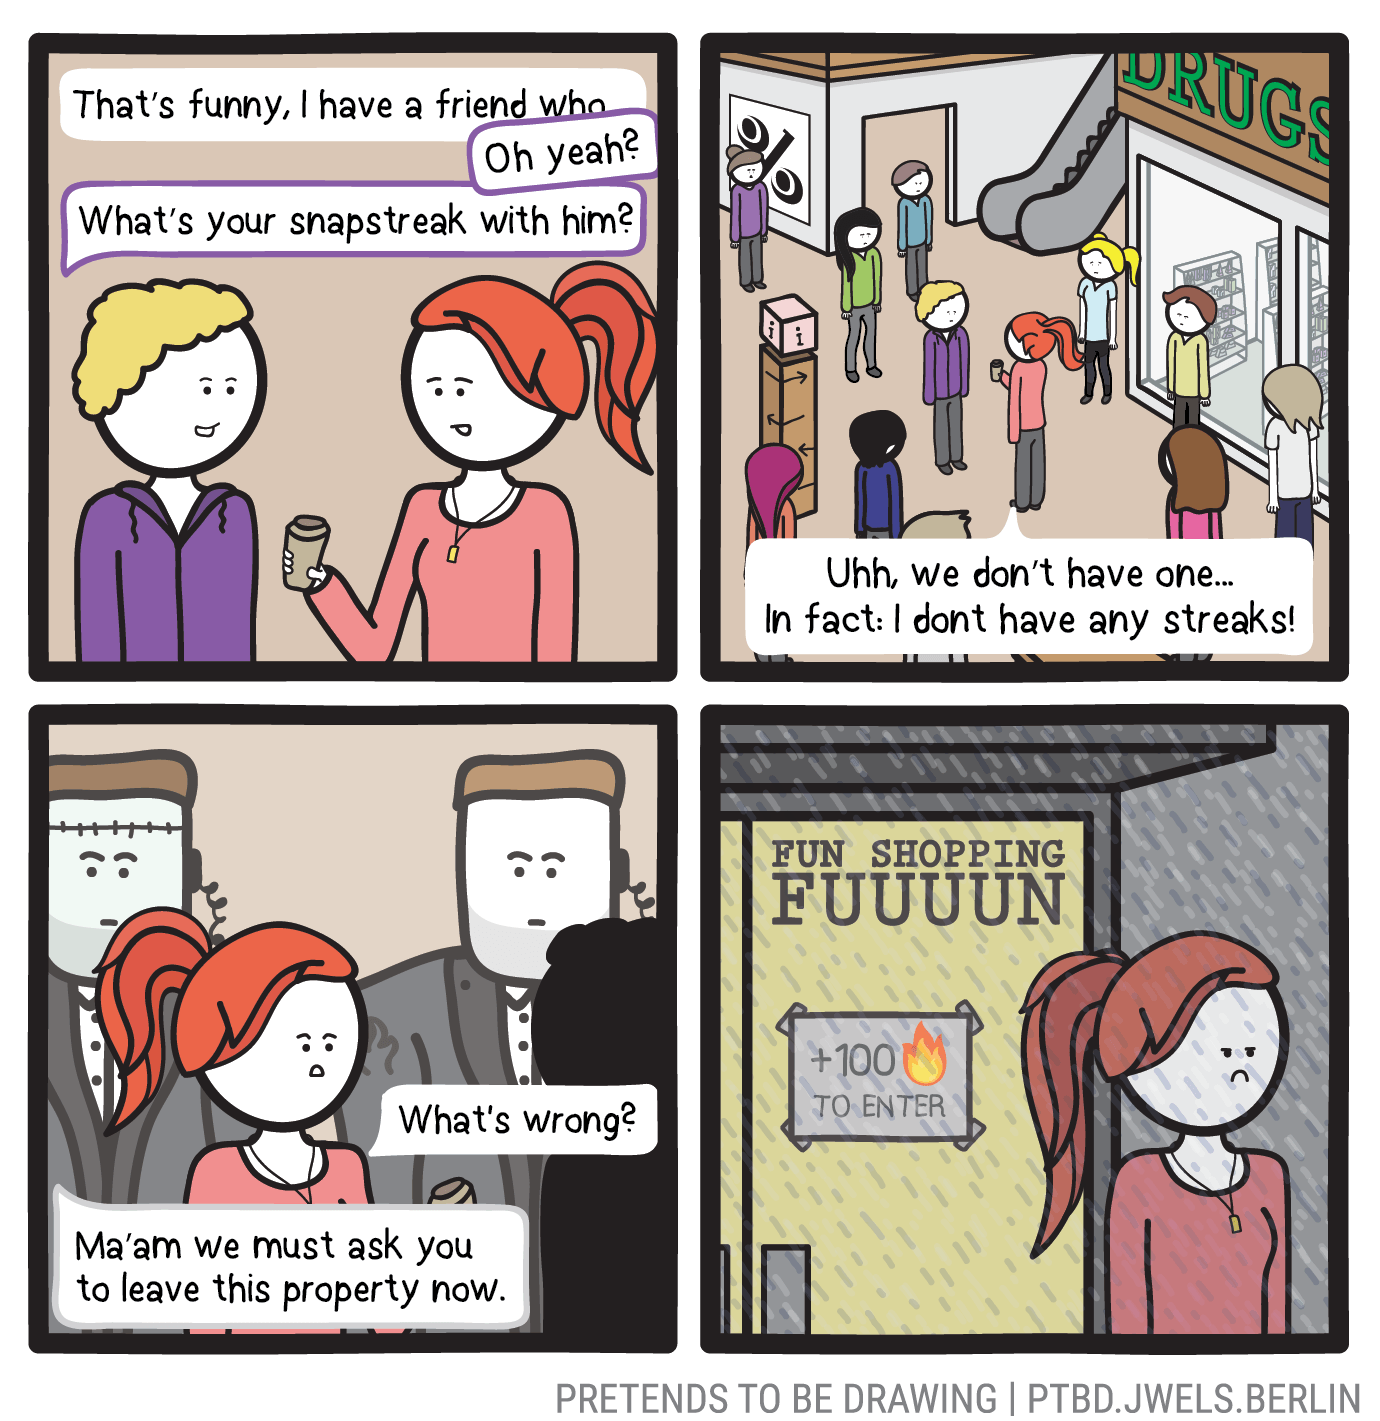 That's funny, I have a friend who
Oh yeah?
What's your snapstreak with him?
DRUGS
%
i i
Uhh, we don't have one...
In fact: I dont have any streaks!
What's wrong?
Ma'am we must ask you
to leave this property now.
FUN SHOPPING
FUUUUN
+100🔥
TO ENTER
PRETENDS TO BE DRAWING | PTBD.JWELS.BERLIN